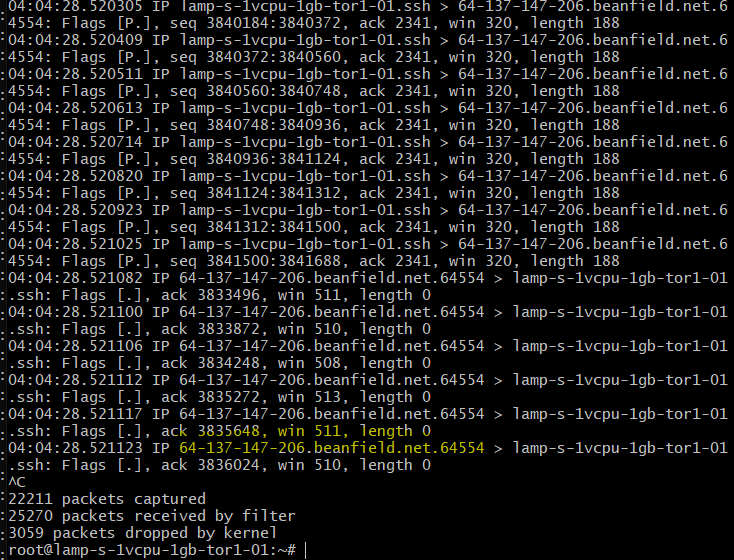 04:04:28.520305 IP lamp-s-1vcpu-1gb-tor1-01.ssh > 64-137-147-206.beanfield.net.6
4554: Flags [P.], seq 3840184:3840372, ack 2341, win 320, length 188
04:04:28.520409 IP lamp-s-1vcpu-1gb-tor1-01.ssh > 64-137-147-206.beanfield.net.6
4554: Flags [P.], seq 3840372:3840560, ack 2341, win 320, length 188
04:04:28.520511 IP lamp-s-1vcpu-1gb-tor1-01.ssh > 64-137-147-206.beanfield.net.6
4554: Flags [P.], seq 3840560:3840748, ack 2341, win 320, length 188
04:04:28.520613 IP lamp-s-1vcpu-1gb-tor1-01.ssh > 64-137-147-206.beanfield.net.6
4554: Flags [P.], seq 3840748:3840936, ack 2341, win 320, length 188
04:04:28.520714 IP lamp-s-1vcpu-1gb-tor1-01.ssh > 64-137-147-206.beanfield.net.6
4554: Flags [P.], seq 3840936:3841124, ack 2341, win 320, length 188
04:04:28.520820 IP lamp-s-1vcpu-1gb-tor1-01.ssh > 64-137-147-206.beanfield.net.6
4554: Flags [P.], seq 3841124:3841312, ack 2341, win 320, length 188
04:04:28.520923 IP lamp-s-1vcpu-1gb-tor1-01.ssh > 64-137-147-206.beanfield.net.6
4554: Flags [P.], seq 3841312:3841500, ack 2341, win 320, length 188
04:04:28.521025 IP lamp-s-1vcpu-1gb-tor1-01.ssh > 64-137-147-206.beanfield.net.6
4554: Flags [P.], seq 3841500:3841688, ack 2341, win 320, length 188
04:04:28.521082 IP 64-137-147-206.beanfield.net.64554 > lamp-s-1vcpu-1gb-tor1-01
.ssh: Flags [.], ack 3833496, win 511, length 0
04:04:28.521100 IP 64-137-147-206.beanfield.net.64554 > lamp-s-1vcpu-1gb-tor1-01
.ssh: Flags [.], ack 3833872, win 510, length 0
04:04:28.521106 IP 64-137-147-206.beanfield.net.64554 > lamp-s-1vcpu-1gb-tor1-01
.ssh: Flags [.], ack 3834248, win 508, length 0
04:04:28.521112 IP 64-137-147-206.beanfield.net.64554 > lamp-s-1vcpu-1gb-tor1-01
.ssh: Flags [.], ack 3835272, win 513, length 0
04:04:28.521117 IP 64-137-147-206.beanfield.net.64554 > lamp-s-1vcpu-1gb-tor1-01
.ssh: Flags [.], ack 3835648, win 511, length 0
04:04:28.521123 IP 64-137-147-206.beanfield.net.64554 > lamp-s-1vcpu-1gb-tor1-01
.ssh: Flags [.], ack 3836024, win 510, length 0
^C
22211 packets captured
25270 packets received by filter
3059 packets dropped by kernel
root@lamp-s-1vcpu-1gb-tor1-01:~#